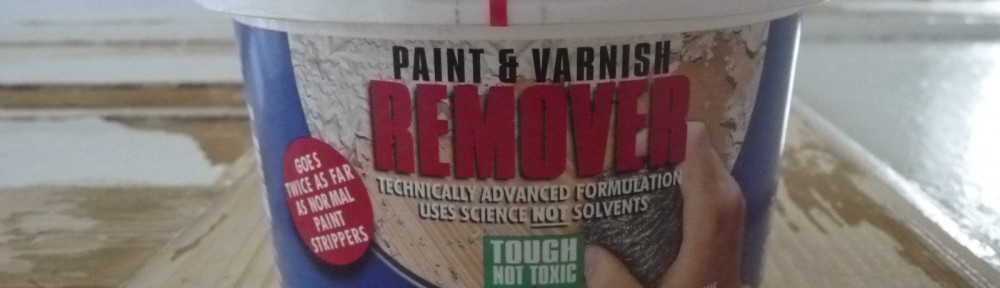 PAINT & VARNISH
REMOVER
TECHNICALLY ADVANCED FORMULATION
USES SCIENCE NOT SOLVENTS
GOES
TWICE AS FAR
AS NORMAL
PAINT
STRIPPERS
TOUGH
NOT TOXIC